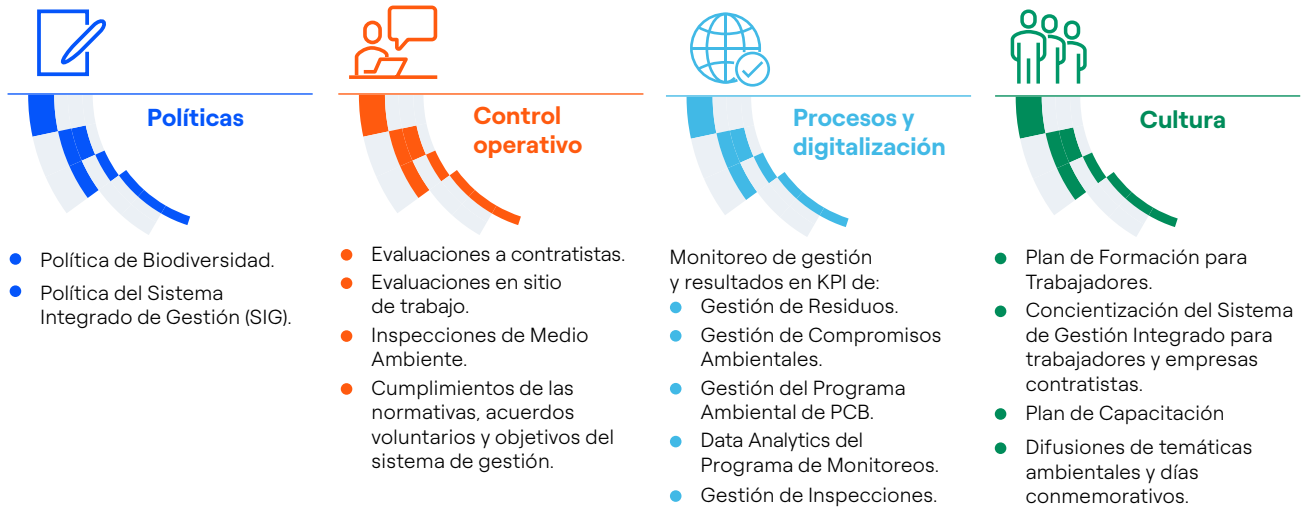 Políticas
Política de Biodiversidad.
Política del Sistema
Integrado de Gestión (SIG).
Control
operativo
Evaluaciones a contratistas.
Evaluaciones en sitio
de trabajo.
Inspecciones de Medio
Ambiente.
Cumplimientos de las
normativas, acuerdos
voluntarios y objetivos del
sistema de gestión.
Procesos y
digitalización
Monitoreo de gestión
y resultados en KPI de:
Gestión de Residuos.
Gestión de Compromisos
Ambientales.
Gestión del Programa
Ambiental de PCB.
Data Analytics del
Programa de Monitoreos.
Gestión de Inspecciones.
Cultura
Plan de Formación para
Trabajadores.
Concientización del Sistema
de Gestión Integrado para
trabajadores y empresas
contratistas.
Plan de Capacitación
Difusiones de temáticas
ambientales y días
conmemorativos.